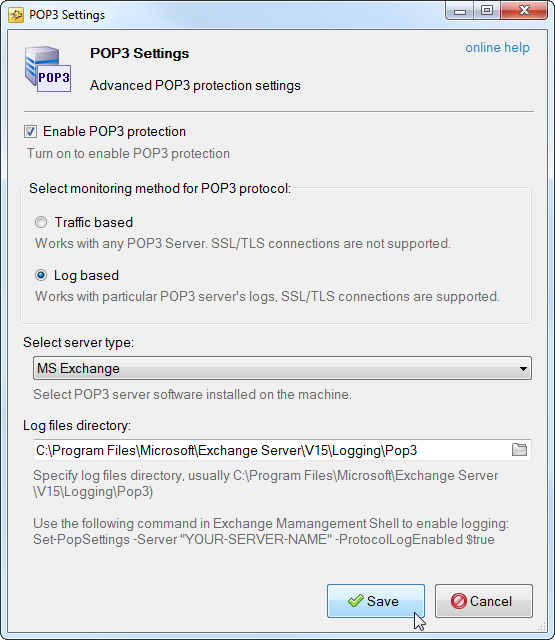 POP3 Settings
POP3 Settings
online help
POP3
Advanced POP3 protection settings
Enable POP3 protection
Turn on to enable POP3 protection
Select monitoring method for POP3 protocol:
Traffic based
Works with any POP3 Server. SSL/TLS connections are not supported.
Log based
Works with particular POP3 server's logs, SSL/TLS connections are supported.
Select server type:
MS Exchange
Select POP3 server software installed on the machine.
Log files directory:
C:\Program Files\Microsoft\Exchange Server\V15\Logging\Pop3
Specify log files directory, usually C:\Program Files\Microsoft\Exchange Server
\V15\Logging\Pop3)
Use the following command in Exchange Mamangement Shell to enable logging:
Set-PopSettings -Server "YOUR-SERVER-NAME" -ProtocolLogEnabled $true
Save
Cancel